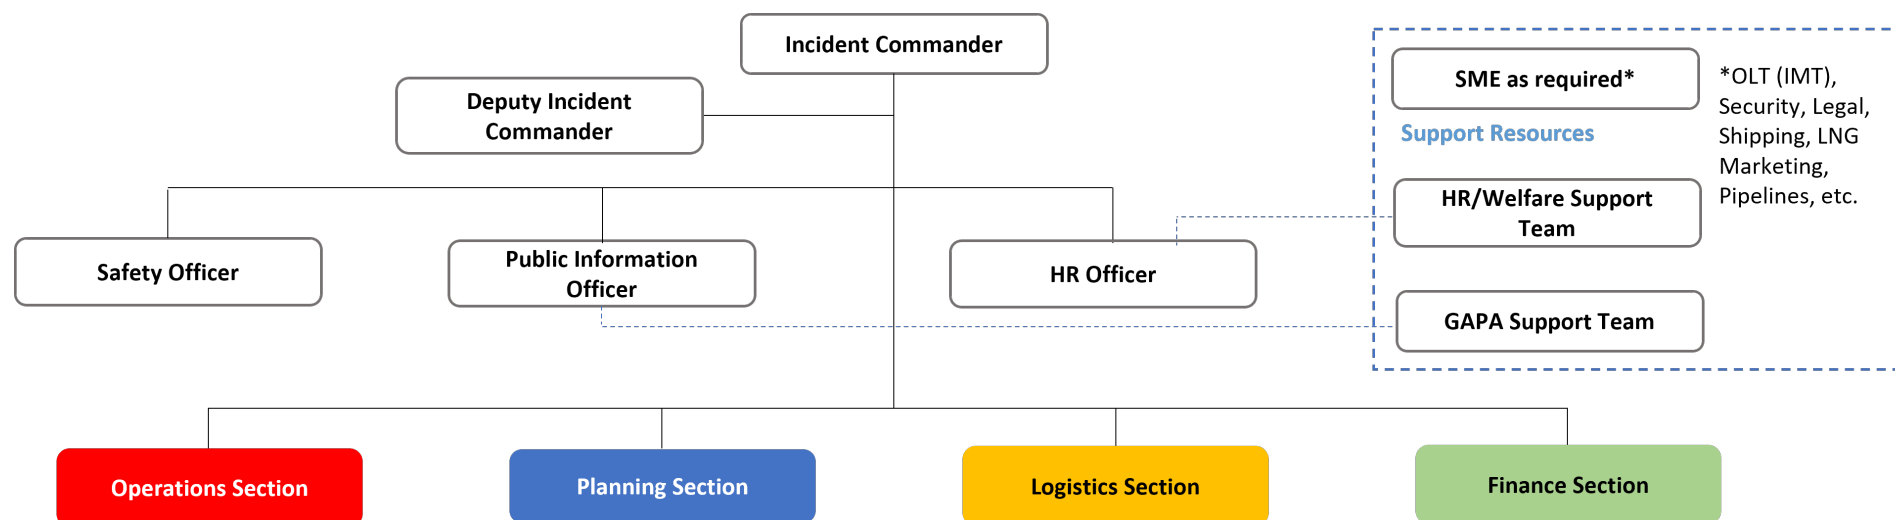 Incident Commander
Deputy Incident
Commander
Safety Officer
Public Information
Officer
HR Officer
SME as required*
Support Resources
HR/Welfare Support
Team
GAPA Support Team
*OLT (IMT),
Security, Legal,
Shipping, LNG
Marketing,
Pipelines, etc.
Operations Section
Planning Section
Logistics Section
Finance Section